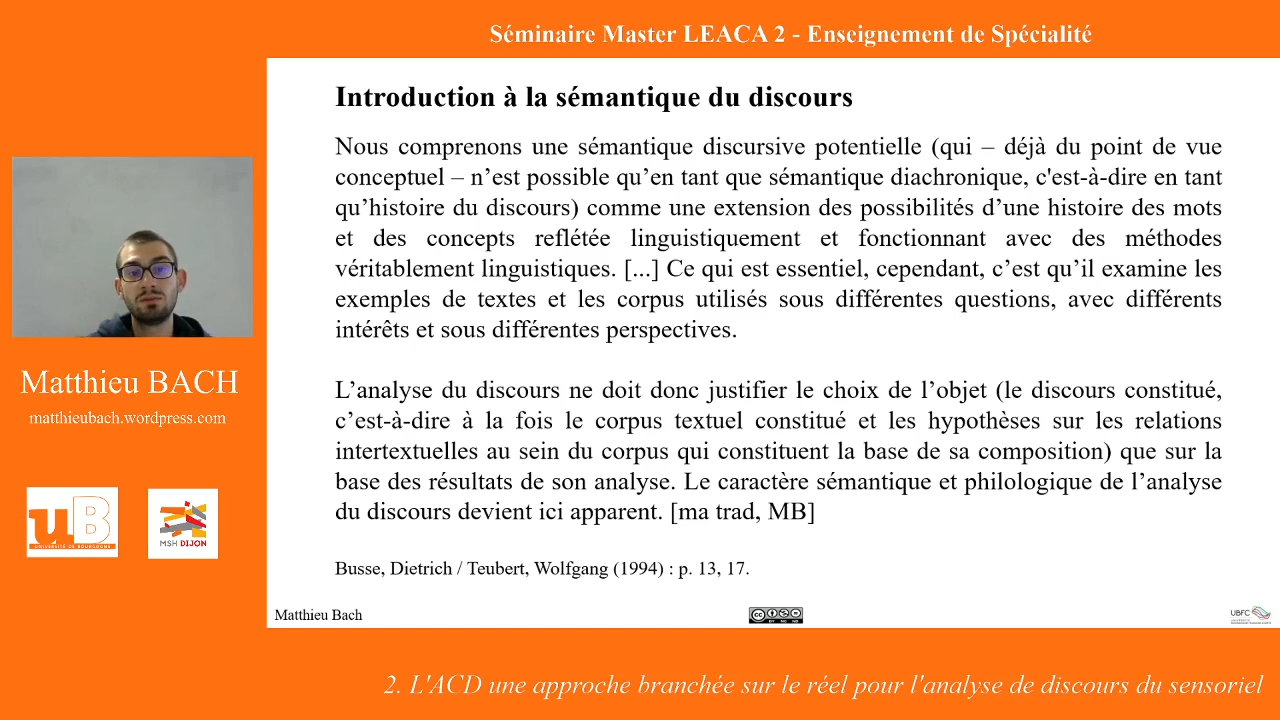 Séminaire Master LEACA 2 - Enseignement de Spécialité
Introduction à la sémantique du discours
Nous comprenons une sémantique discursive potentielle (qui – déjà du point de vue
conceptuel – n’est possible qu’en tant que sémantique diachronique, c'est-à-dire en tant
qu’histoire du discours) comme une extension des possibilités d’une histoire des mots
et des concepts reflétée linguistiquement et fonctionnant avec des méthodes
véritablement linguistiques. [...] Ce qui est essentiel, cependant, c’est qu’il examine les
exemples de textes et les corpus utilisés sous différentes questions, avec différents
intérêts et sous différentes perspectives.
L’analyse du discours ne doit donc justifier le choix de l’objet (le discours constitué,
c’est-à-dire à la fois le corpus textuel constitué et les hypothèses sur les relations
intertextuelles au sein du corpus qui constituent la base de sa composition) que sur la
base des résultats de son analyse. Le caractère sémantique et philologique de l’analyse
du discours devient ici apparent. [ma trad, MB]
Busse, Dietrich / Teubert, Wolfgang (1994) : p. 13, 17.
Matthieu Bach
cc
BY NC ND
UBFC
Matthieu BACH
matthieubach.wordpress.com
uB
UNIVERSITÉ DE BOURGOGNE
MSH DIJON
2. L'ACD une approche branchée sur le réel pour l'analyse de discours du sensoriel